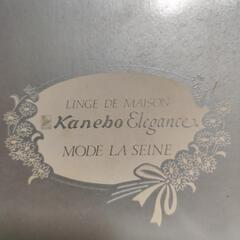 LINGE DE MAISON
Kanebo Elegance
MODE LA SEINE